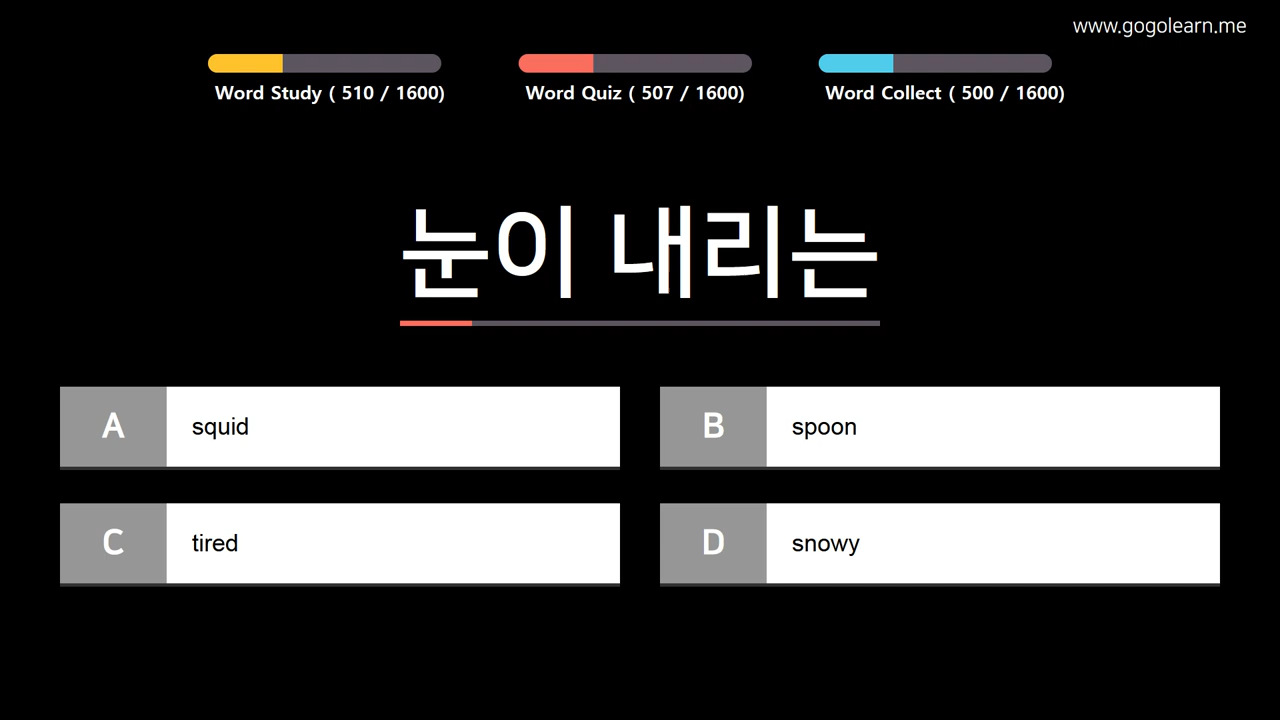 www.gogolearn.me
Word Study ( 510 / 1600)
Word Quiz ( 507 / 1600)
Word Collect ( 500 / 1600)
눈이 내리는
A squid
B spoon
C tired
D snowy